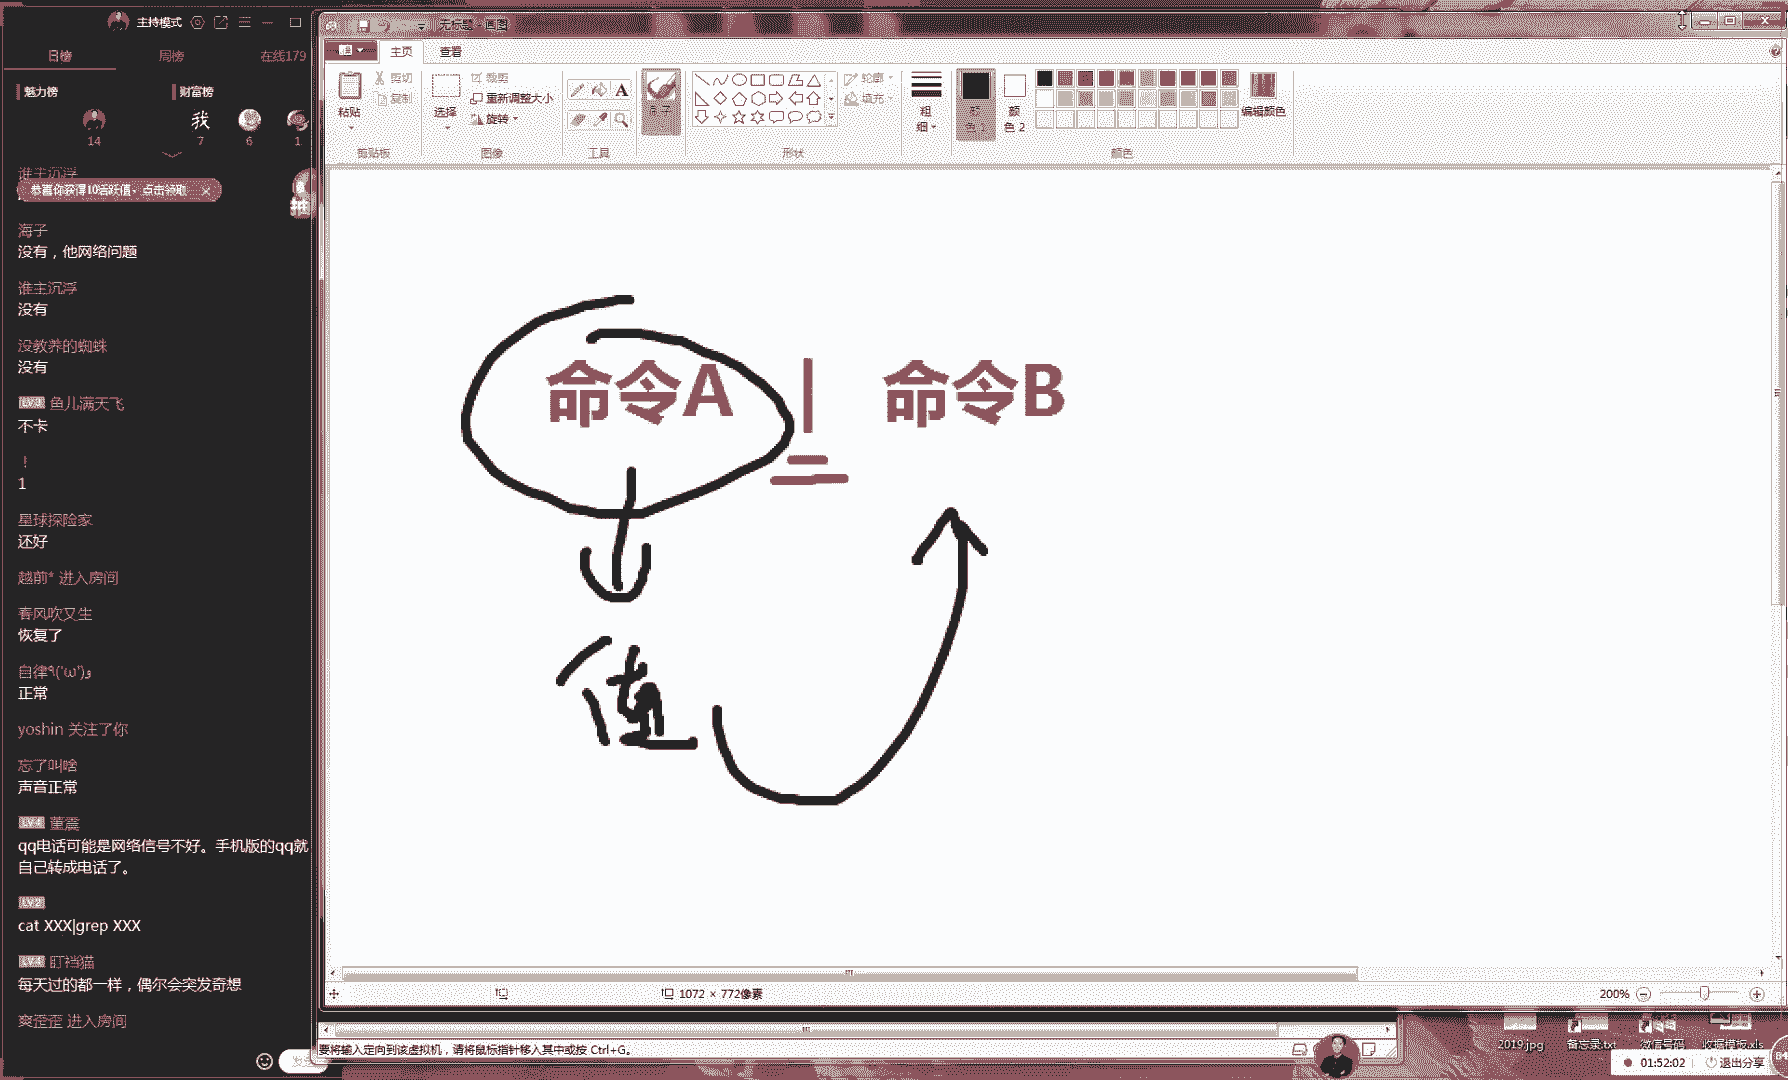 主持模式
日榜 周榜 在线179
魅力榜 财富榜
我
14 7 6 1
谁主沉浮
恭喜你获得10活跃值，点击领取
海子
没有，他网络问题
谁主沉浮
没有
没教养的蜘蛛
没有
LV.3 鱼儿满天飞
不卡
！
1
星球探险家
还好
越前* 进入房间
春风吹又生
恢复了
自律٩('ω')و
正常
yoshin 关注了你
忘了叫啥
声音正常
LV.4 董震
qq电话可能是网络信号不好。手机版的qq就
自己转成电话了。
LV.2
cat XXX|grep XXX
LV.4 盯裆猫
每天过的都一样，偶尔会突发奇想
爽歪歪 进入房间
无标题 - 画图
主页 查看
粘贴
剪切
复制
剪贴板
选择
裁剪
重新调整大小
旋转
图像
A
工具
刷子
形状
轮廓
填充
粗
细
颜
色 1
颜
色 2
编辑颜色
颜色
命令A | 命令B
值
1072 × 772像素
200%
要将输入定向到该虚拟机，请将鼠标指针移入其中或按 Ctrl+G。
2019.jpg 备忘录.txt 微信号码 收据模板.xls
01:52:02 退出分享